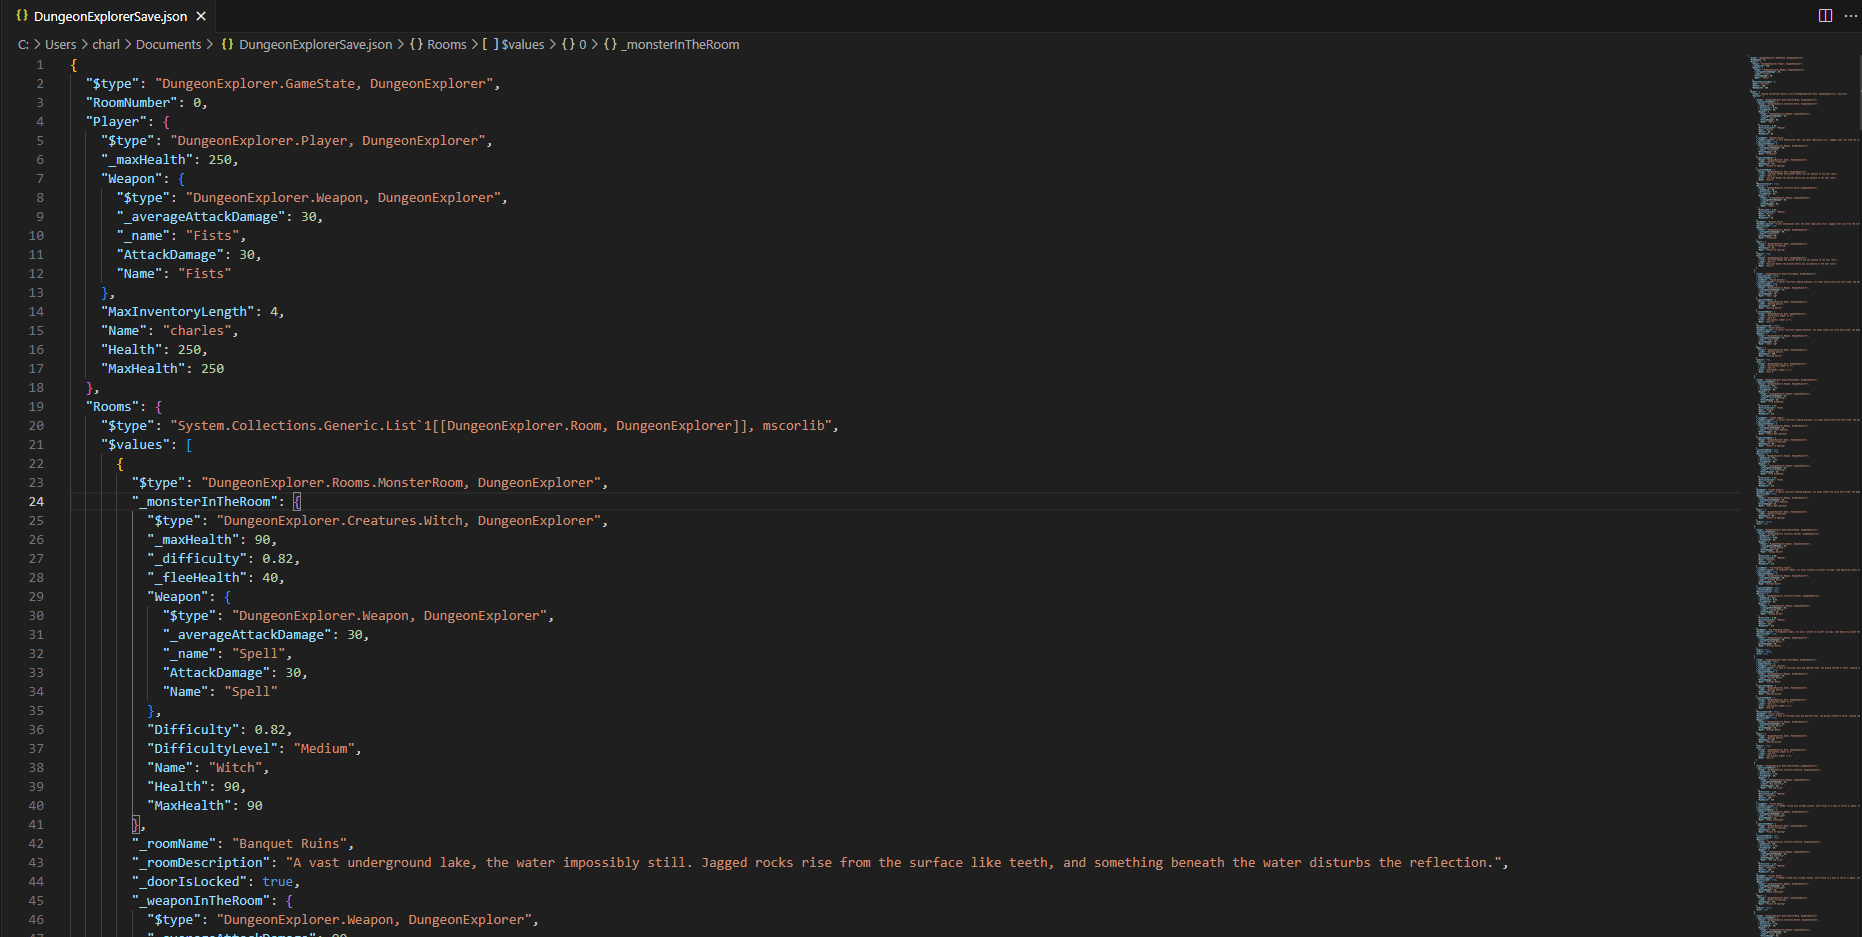 {} DungeonExplorerSave.json ×
C: > Users > charl > Documents > {} DungeonExplorerSave.json > {} Rooms > [ ] $values > {} 0 > {} _monsterInTheRoom
1 {
2 "$type": "DungeonExplorer.GameState, DungeonExplorer",
3 "RoomNumber": 0,
4 "Player": {
5 "$type": "DungeonExplorer.Player, DungeonExplorer",
6 "_maxHealth": 250,
7 "Weapon": {
8 "$type": "DungeonExplorer.Weapon, DungeonExplorer",
9 "_averageAttackDamage": 30,
10 "_name": "Fists",
11 "AttackDamage": 30,
12 "Name": "Fists"
13 },
14 "MaxInventoryLength": 4,
15 "Name": "charles",
16 "Health": 250,
17 "MaxHealth": 250
18 },
19 "Rooms": {
20 "$type": "System.Collections.Generic.List`1[[DungeonExplorer.Room, DungeonExplorer]], mscorlib",
21 "$values": [
22 {
23 "$type": "DungeonExplorer.Rooms.MonsterRoom, DungeonExplorer",
24 "_monsterInTheRoom": {
25 "$type": "DungeonExplorer.Creatures.Witch, DungeonExplorer",
26 "_maxHealth": 90,
27 "_difficulty": 0.82,
28 "_fleeHealth": 40,
29 "Weapon": {
30 "$type": "DungeonExplorer.Weapon, DungeonExplorer",
31 "_averageAttackDamage": 30,
32 "_name": "Spell",
33 "AttackDamage": 30,
34 "Name": "Spell"
35 },
36 "Difficulty": 0.82,
37 "DifficultyLevel": "Medium",
38 "Name": "Witch",
39 "Health": 90,
40 "MaxHealth": 90
41 },
42 "_roomName": "Banquet Ruins",
43 "_roomDescription": "A vast underground lake, the water impossibly still. Jagged rocks rise from the surface like teeth, and something beneath the water disturbs the reflection.",
44 "_doorIsLocked": true,
45 "_weaponInTheRoom": {
46 "$type": "DungeonExplorer.Weapon, DungeonExplorer",